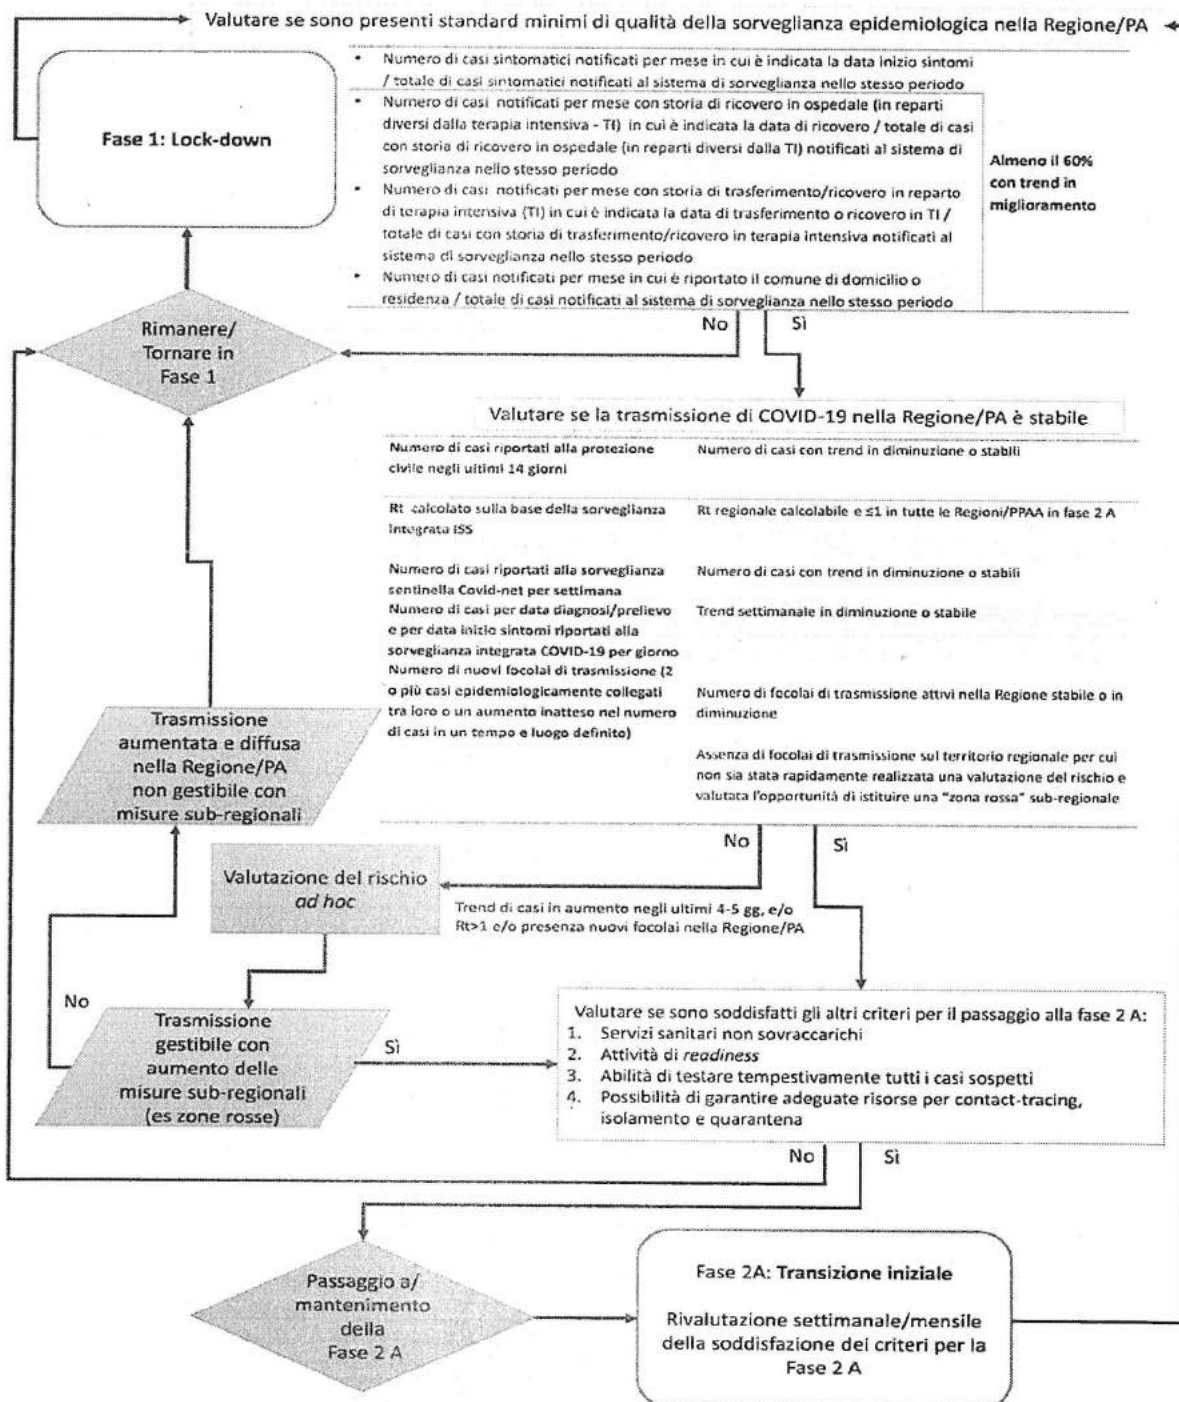 Valutare se sono presenti standard minimi di qualità della sorveglianza epidemiologica nella Regione/PA
Fase 1: Lock-down
• Numero di casi sintomatici notificati per mese in cui è indicata la data inizio sintomi
/ totale di casi sintomatici notificati al sistema di sorveglianza nello stesso periodo
• Numero di casi notificati per mese con storia di ricovero in ospedale (in reparti
diversi dalla terapia intensiva - TI) in cui è indicata la data di ricovero / totale di casi
con storia di ricovero in ospedale (in reparti diversi dalla TI) notificati al sistema di
sorveglianza nello stesso periodo
• Numero di casi notificati per mese con storia di trasferimento/ricovero in reparto
di terapia intensiva (TI) in cui è indicata la data di trasferimento o ricovero in TI /
totale di casi con storia di trasferimento/ricovero in terapia intensiva notificati al
sistema di sorveglianza nello stesso periodo
• Numero di casi notificati per mese in cui è riportato il comune di domicilio o
residenza / totale di casi notificati al sistema di sorveglianza nello stesso periodo
Almeno il 60%
con trend in
miglioramento
No
Sì
Rimanere/
Tornare in
Fase 1
Valutare se la trasmissione di COVID-19 nella Regione/PA è stabile
Numero di casi riportati alla protezione
civile negli ultimi 14 giorni
Numero di casi con trend in diminuzione o stabili
Rt calcolato sulla base della sorveglianza
integrata ISS
Rt regionale calcolabile e ≤1 in tutte le Regioni/PPAA in fase 2 A
Numero di casi riportati alla sorveglianza
sentinella Covid-net per settimana
Numero di casi con trend in diminuzione o stabili
Numero di casi per data diagnosi/prelievo
e per data inizio sintomi riportati alla
sorveglianza integrata COVID-19 per giorno
Trend settimanale in diminuzione o stabile
Numero di nuovi focolai di trasmissione (2
o più casi epidemiologicamente collegati
tra loro o un aumento inatteso nel numero
di casi in un tempo e luogo definito)
Numero di focolai di trasmissione attivi nella Regione stabile o in
diminuzione
Assenza di focolai di trasmissione sul territorio regionale per cui
non sia stata rapidamente realizzata una valutazione del rischio e
valutata l'opportunità di istituire una "zona rossa" sub-regionale
Trasmissione
aumentata e diffusa
nella Regione/PA
non gestibile con
misure sub-regionali
No
Sì
Valutazione del rischio
ad hoc
Trend di casi in aumento negli ultimi 4-5 gg, e/o
Rt>1 e/o presenza nuovi focolai nella Regione/PA
No
Trasmissione
gestibile con
aumento delle
misure sub-regionali
(es zone rosse)
Sì
Valutare se sono soddisfatti gli altri criteri per il passaggio alla fase 2 A:
1. Servizi sanitari non sovraccarichi
2. Attività di readiness
3. Abilità di testare tempestivamente tutti i casi sospetti
4. Possibilità di garantire adeguate risorse per contact-tracing,
isolamento e quarantena
No
Sì
Passaggio a/
mantenimento
della
Fase 2 A
Fase 2A: Transizione iniziale
Rivalutazione settimanale/mensile
della soddisfazione dei criteri per la
Fase 2 A